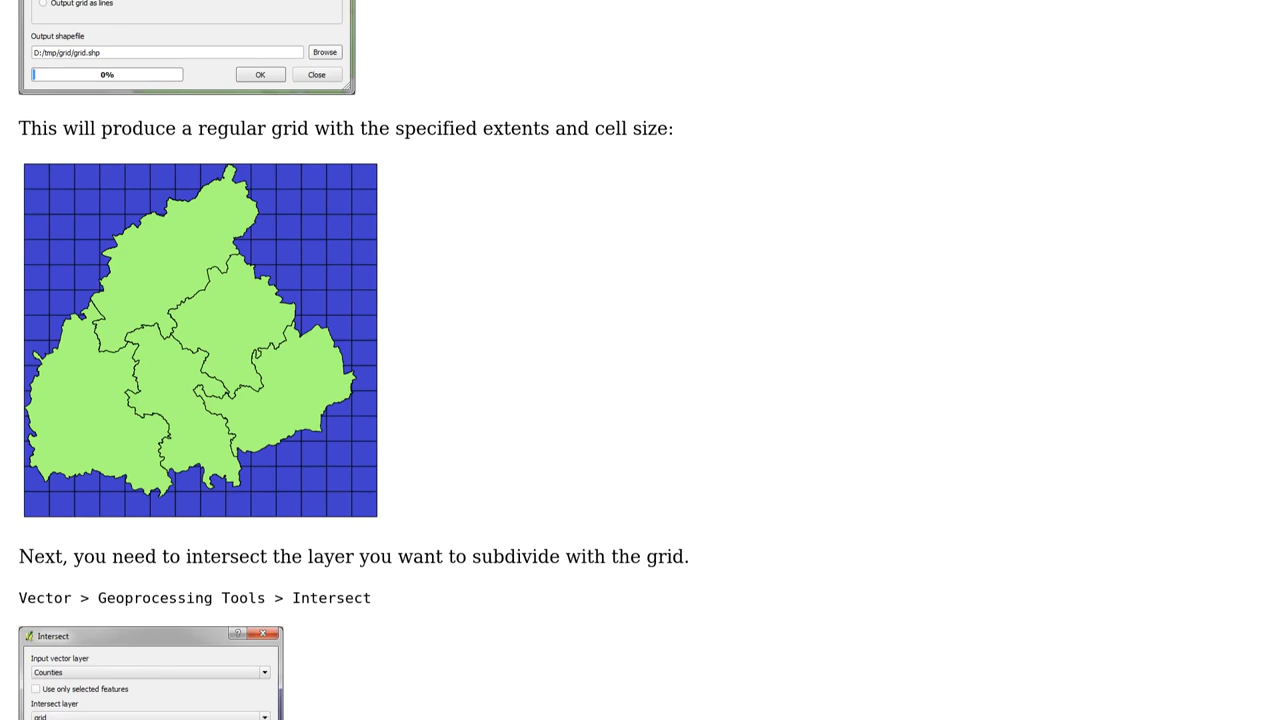 Output grid as lines
Output shapefile
D:/tmp/grid/grid.shp
Browse
0%
OK
Close
This will produce a regular grid with the specified extents and cell size:
Next, you need to intersect the layer you want to subdivide with the grid.
Vector > Geoprocessing Tools > Intersect
Intersect
Input vector layer
Counties
Use only selected features
Intersect layer
grid